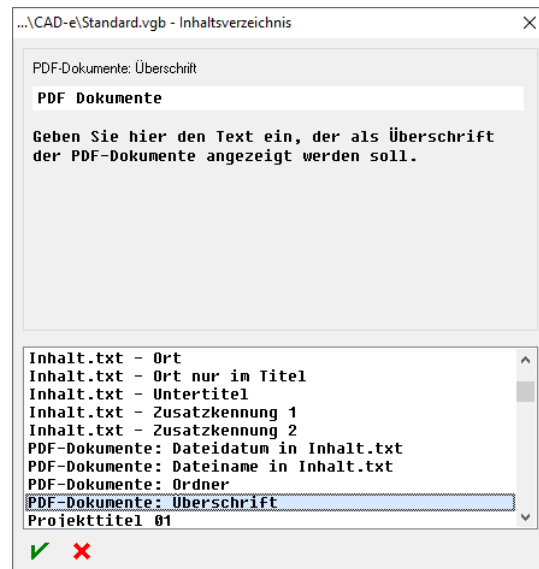 ...\CAD-e\Standard.vgb - Inhaltsverzeichnis
PDF-Dokumente: Überschrift
PDF Dokumente
Geben Sie hier den Text ein, der als Überschrift
der PDF-Dokumente angezeigt werden soll.
Inhalt.txt - Ort
Inhalt.txt - Ort nur im Titel
Inhalt.txt - Untertitel
Inhalt.txt - Zusatzkennung 1
Inhalt.txt - Zusatzkennung 2
PDF-Dokumente: Dateidatum in Inhalt.txt
PDF-Dokumente: Dateiname in Inhalt.txt
PDF-Dokumente: Ordner
PDF-Dokumente: Überschrift
Projekttitel 01